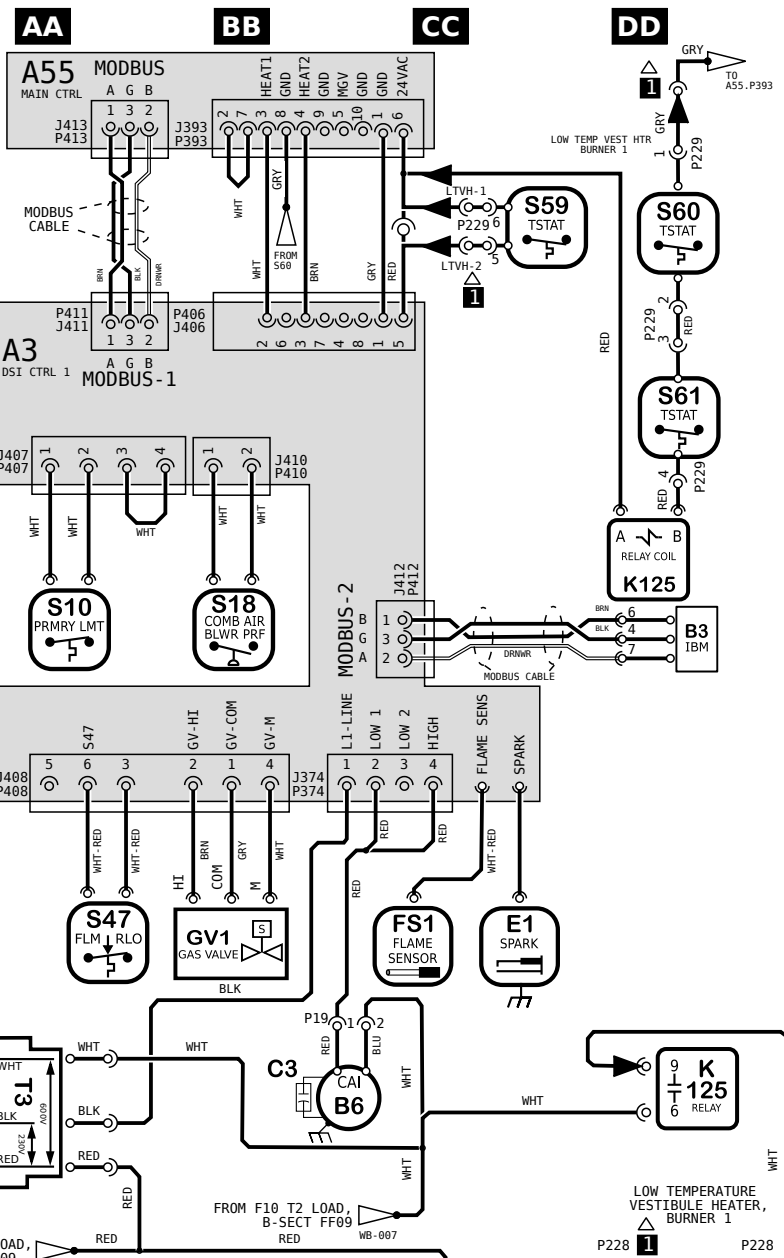 AA BB CC DD
A55 MODBUS
MAIN CTRL
A G B
1 3 2
J413
P413
HEAT1 GND HEAT2 GND MGV GND GND 24VAC
J393
P393
2 7 3 8 4 9 5 10 1 6
GRY
TO
A55.P393
1
GRY
LOW TEMP VEST HTR
BURNER 1
1
P229
MODBUS
CABLE
WHT
GRY
LTVH-1
P229 6
S59
TSTAT
S60
TSTAT
FROM
S60
LTVH-2
5
1
BRN BLK DRNWR
WHT BRN GRY RED
2
P229
RED
3
RED
P411
J411
P406
J406
1 3 2
A G B
MODBUS-1
2 6 3 7 4 8 1 5
A3
DSI CTRL 1
S61
TSTAT
4
P229
RED
J407
P407
1 2 3 4
1 2
J410
P410
WHT WHT WHT
WHT WHT
A B
RELAY COIL
K125
S10
PRMRY LMT
S18
COMB AIR
BLWR PRF
MODBUS-2
J412
P412
B 1
G 3
A 2
BRN 6
BLK 4
DRNWR 7
MODBUS CABLE
B3
IBM
S47
GV-HI GV-COM GV-M
L1-LINE LOW 1 LOW 2 HIGH
FLAME SENS
SPARK
J408
P408
5 6 3 2 1 4
J374
P374
1 2 3 4
WHT-RED WHT-RED
BRN GRY WHT
RED RED RED
WHT-RED
HI COM M
S47
FLM RLO
GV1
GAS VALVE
S
FS1
FLAME
SENSOR
E1
SPARK
BLK
P19 1 2
RED BLU
C3
CAI
B6
WHT
WHT WHT
WHT
T3
600V
BLK
230V
RED
BLK
RED
RED
WHT
WHT
9
6
K
125
RELAY
WHT
FROM F10 T2 LOAD,
B-SECT FF09
WB-007
LOW TEMPERATURE
VESTIBULE HEATER,
BURNER 1
P228 1 P228
OAD,
RED
RED